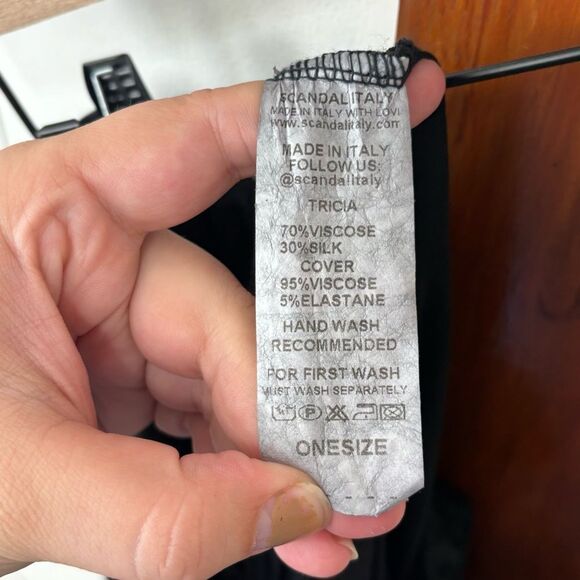 SCANDALITALY
MADE IN ITALY WITH LOVE
www.scandalitaly.com
MADE IN ITALY
FOLLOW US:
@scandalitaly
TRICIA
70%VISCOSE
30%SILK
COVER
95%VISCOSE
5%ELASTANE
HAND WASH
RECOMMENDED
FOR FIRST WASH
MUST WASH SEPARATELY
P
ONESIZE